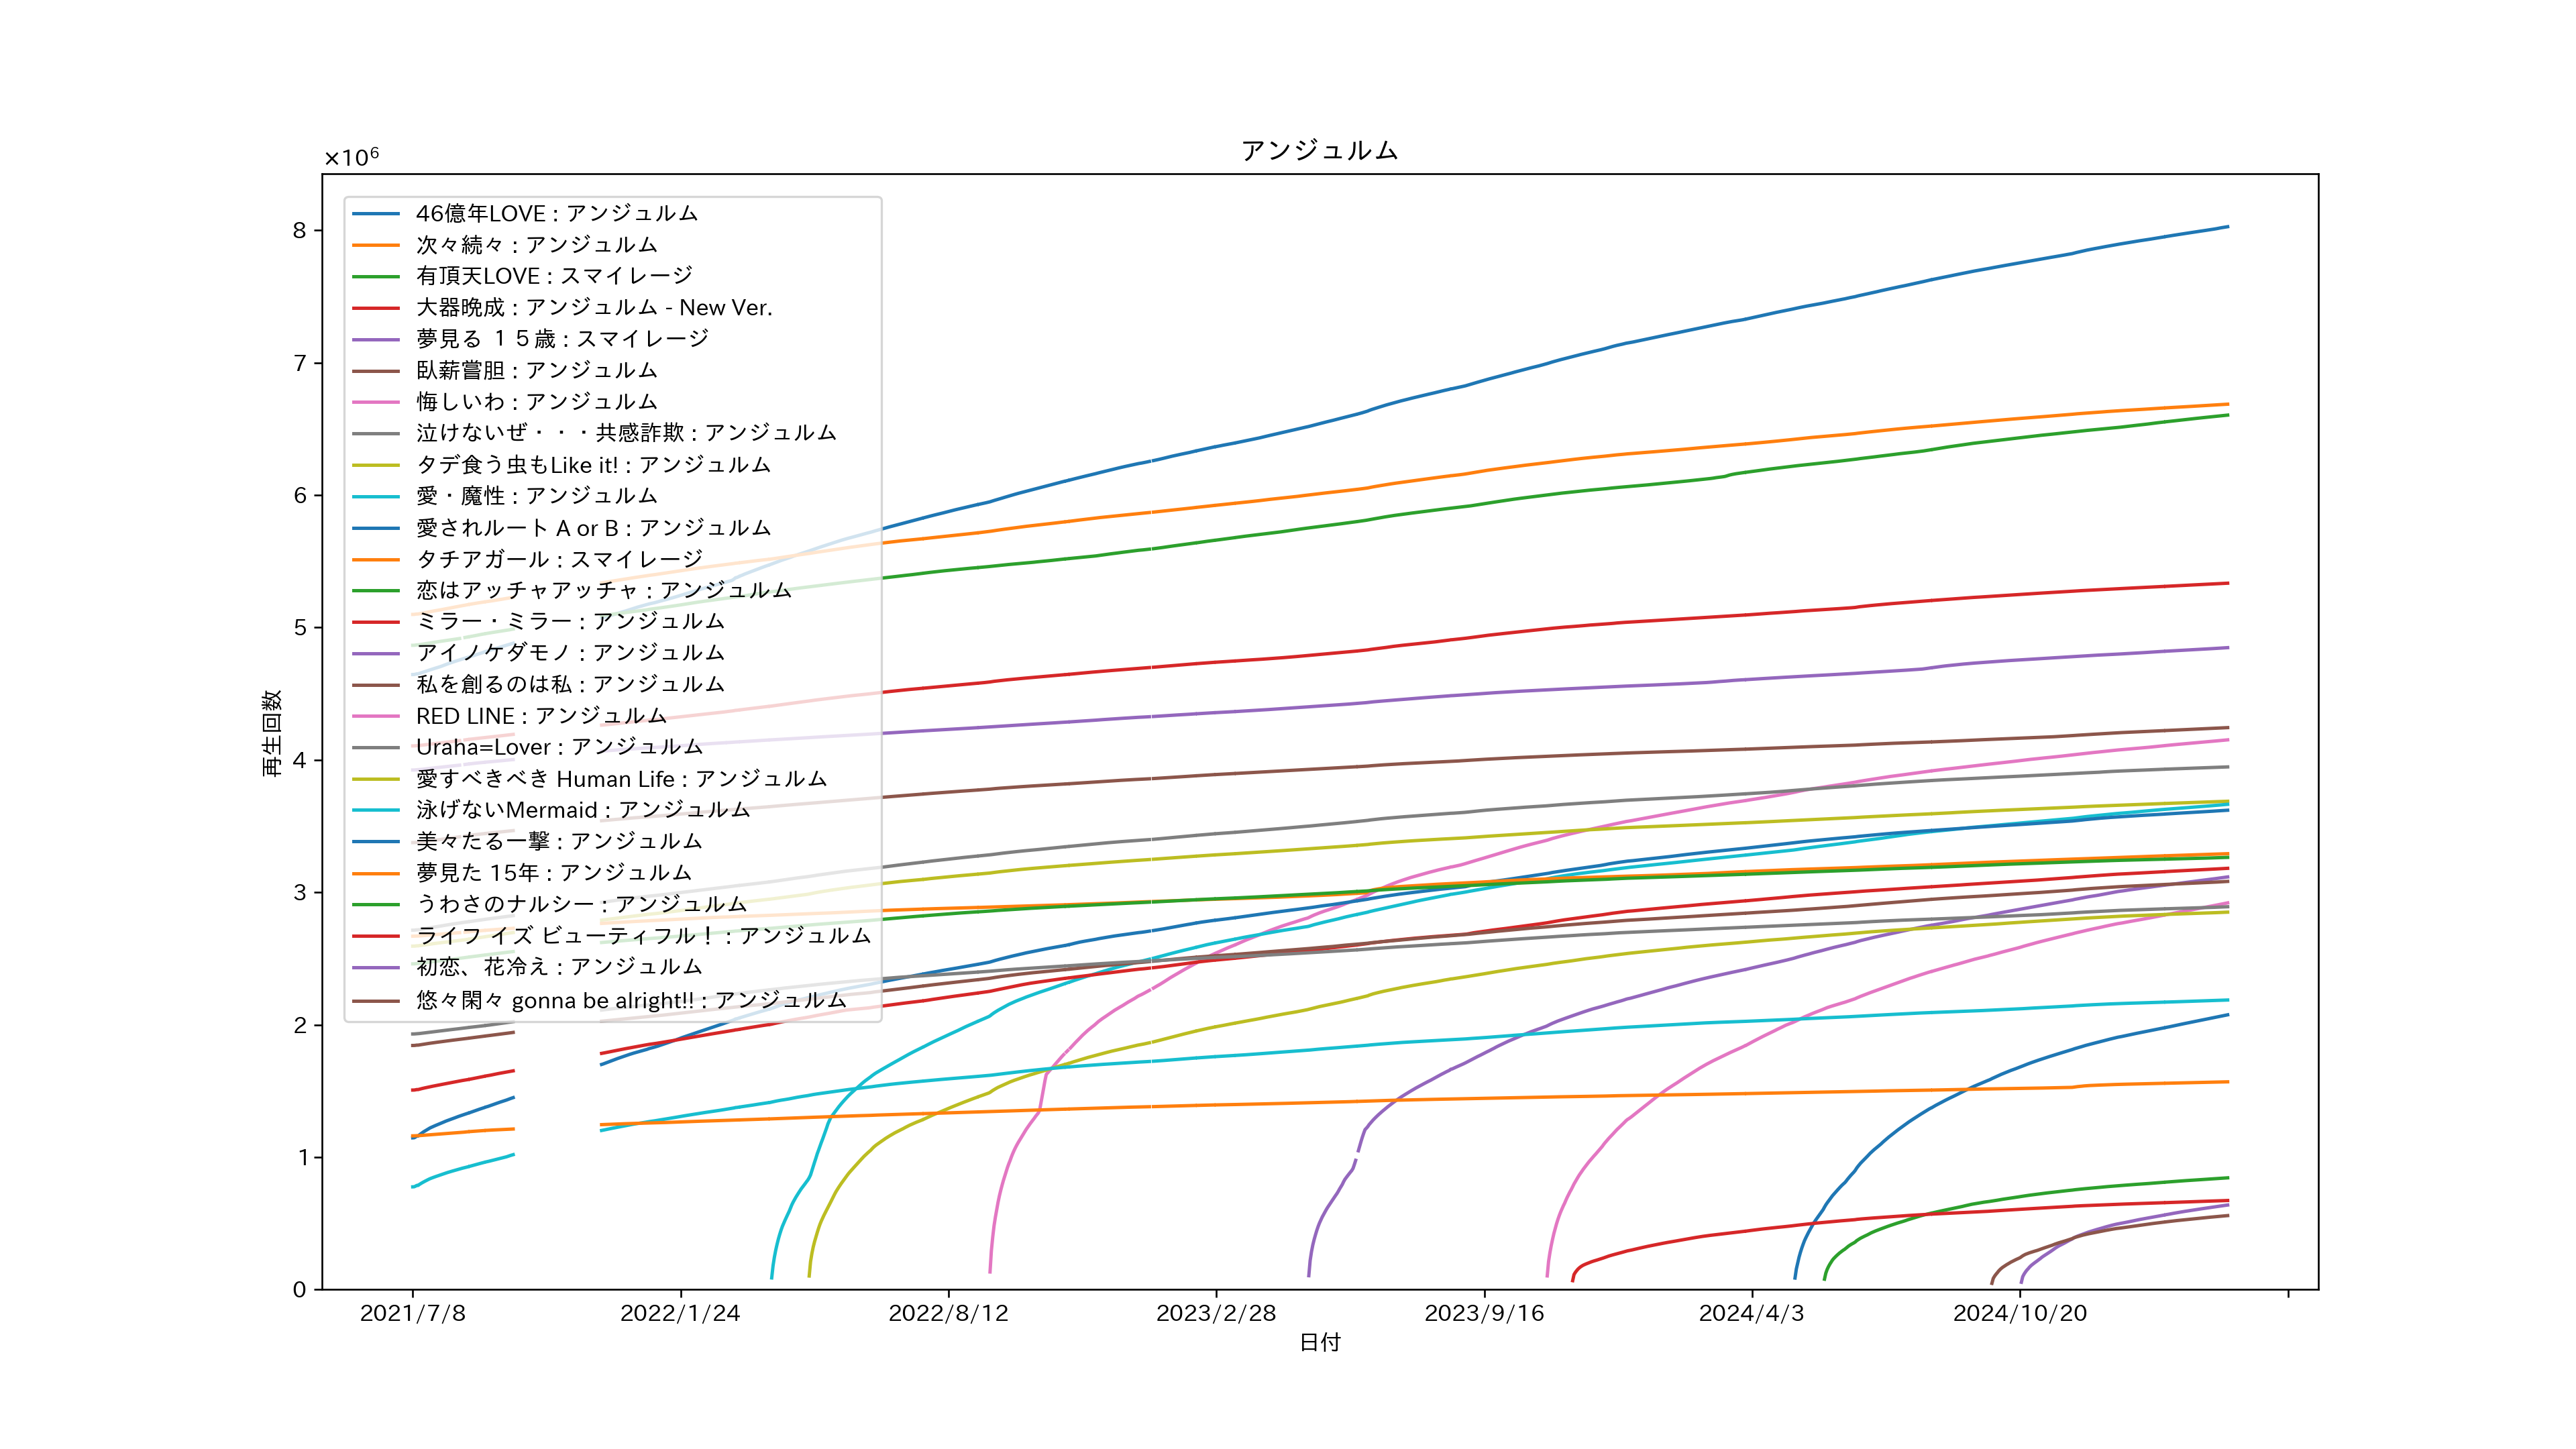 アンジュルム
×10⁶
8
7
6
5
4
3
2
1
0
再生回数
46億年LOVE : アンジュルム
次々続々 : アンジュルム
有頂天LOVE : スマイレージ
大器晩成 : アンジュルム - New Ver.
夢見る １５歳 : スマイレージ
臥薪嘗胆 : アンジュルム
悔しいわ : アンジュルム
泣けないぜ・・・共感詐欺 : アンジュルム
タデ食う虫もLike it! : アンジュルム
愛・魔性 : アンジュルム
愛されルート A or B : アンジュルム
タチアガール : スマイレージ
恋はアッチャアッチャ : アンジュルム
ミラー・ミラー : アンジュルム
アイノケダモノ : アンジュルム
私を創るのは私 : アンジュルム
RED LINE : アンジュルム
Uraha=Lover : アンジュルム
愛すべきべき Human Life : アンジュルム
泳げないMermaid : アンジュルム
美々たる一撃 : アンジュルム
夢見た 15年 : アンジュルム
うわさのナルシー : アンジュルム
ライフ イズ ビューティフル！ : アンジュルム
初恋、花冷え : アンジュルム
悠々閑々 gonna be alright!! : アンジュルム
2021/7/8 2022/1/24 2022/8/12 2023/2/28 2023/9/16 2024/4/3 2024/10/20
日付